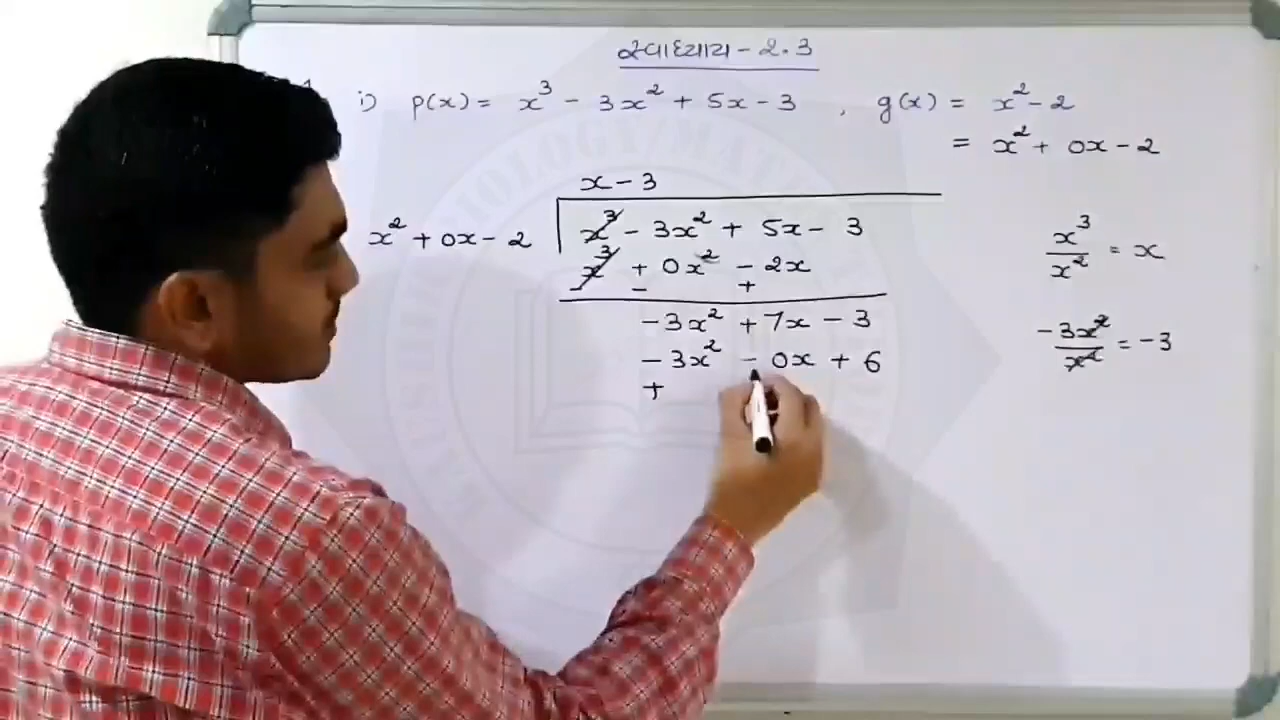 સ્વાધ્યાય - 2.3
i) p(x) = x³ - 3x² + 5x - 3 , g(x) = x² - 2
= x² + 0x - 2
x - 3
x² + 0x - 2
x³ - 3x² + 5x - 3
x³ + 0x² - 2x
- - +
-3x² + 7x - 3
-3x² - 0x + 6
+
x³/x² = x
-3x²/x² = -3